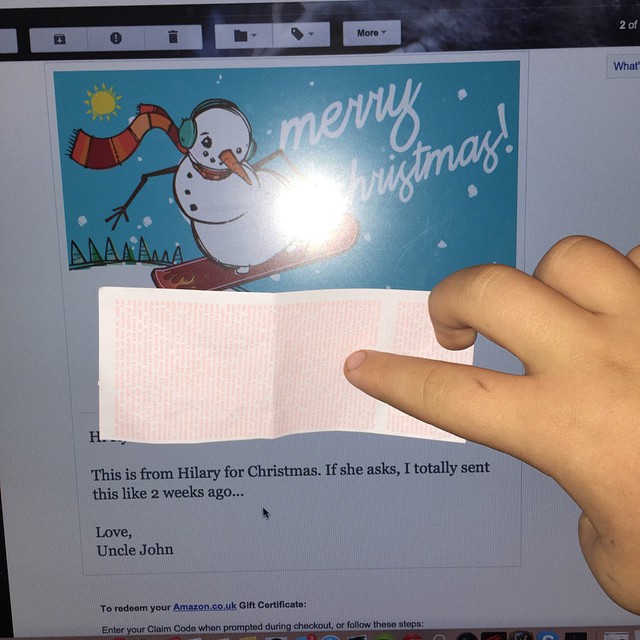 More
2 of
What'
merry
christmas!
This is from Hilary for Christmas. If she asks, I totally sent
this like 2 weeks ago...
Love,
Uncle John
To redeem your Amazon.co.uk Gift Certificate:
Enter your Claim Code when prompted during checkout, or follow these steps: